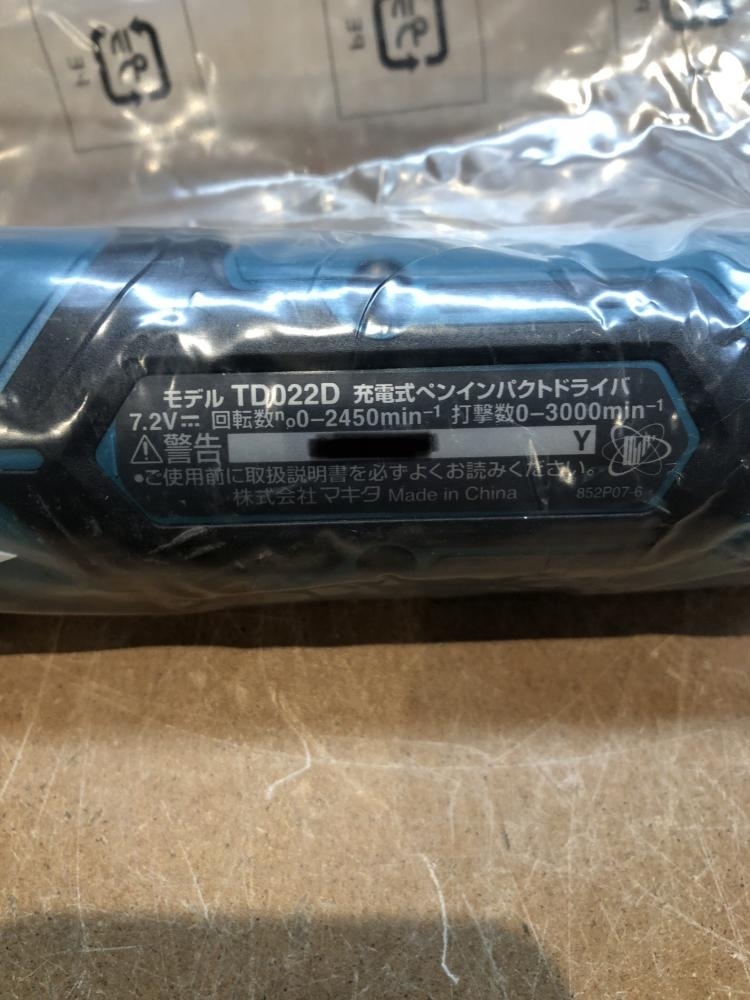 PE
PE
モデル TD022D 充電式ペンインパクトドライバ
7.2V⎓ 回転数n₀0-2450min⁻¹ 打撃数0-3000min⁻¹
⚠警告 Y
•ご使用前に取扱説明書を必ずよくお読みください。
株式会社マキタ Made in China 852P07-6